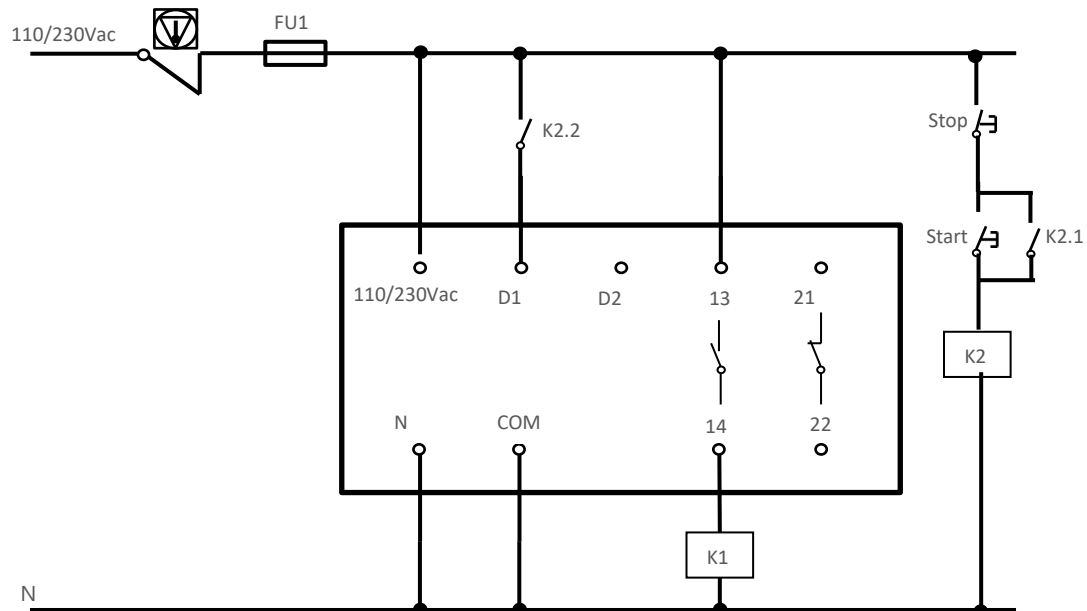 110/230Vac
FU1
K2.2
Stop
Start
K2.1
110/230Vac
D1
D2
13
21
K2
N
COM
14
22
K1
N